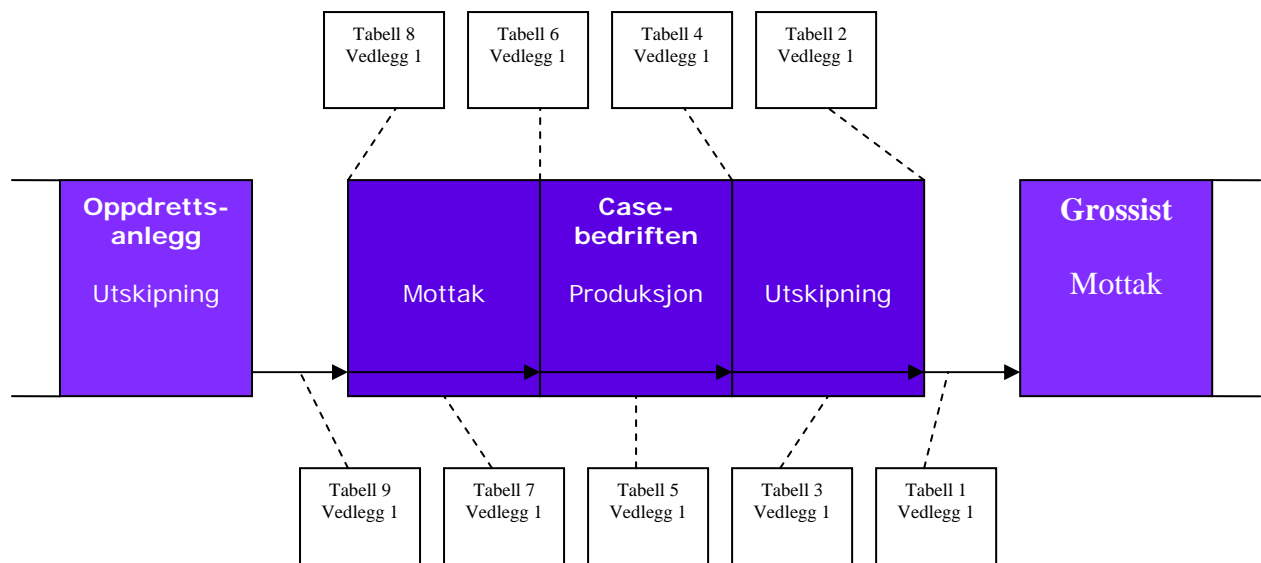 Tabell 8
Vedlegg 1
Tabell 6
Vedlegg 1
Tabell 4
Vedlegg 1
Tabell 2
Vedlegg 1
Oppdretts-
anlegg
Utskipning
Mottak
Case-
bedriften
Produksjon
Utskipning
Grossist
Mottak
Tabell 9
Vedlegg 1
Tabell 7
Vedlegg 1
Tabell 5
Vedlegg 1
Tabell 3
Vedlegg 1
Tabell 1
Vedlegg 1